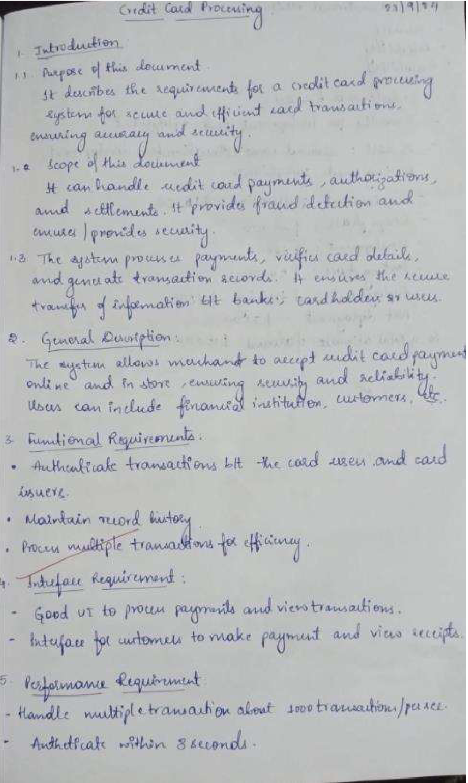 Credit Card Processing
1. Introduction
1.1. Purpose of this document.
It describes the requirements for a credit card processing
system for secure and efficient card transactions,
ensuring accuracy and security.
1.2 Scope of this document
It can handle credit card payments, authorizations,
and settlements. It provides fraud detection and
ensures / provides security.
1.3. The system processes payments, verifies card details,
and generate transaction records. It ensures the secure
transfer of information b/t banks, card holders or users.
2. General Description:
The system allows merchant to accept credit card payment
online and in store, ensuring security and reliability.
Users can include financial institution, customers, etc.
3. Functional Requirements.
• Authenticate transactions b/t the card users and card
issuers.
• Maintain record history
• Process multiple transactions for efficiency.
4. Interface Requirement:
- Good UI to process payments and view transactions.
- Interface for customers to make payment and view receipts.
5. Performance Requirement
- Handle multiple transaction about 1000 transactions/per sec.
- Antheticate within 3 seconds.